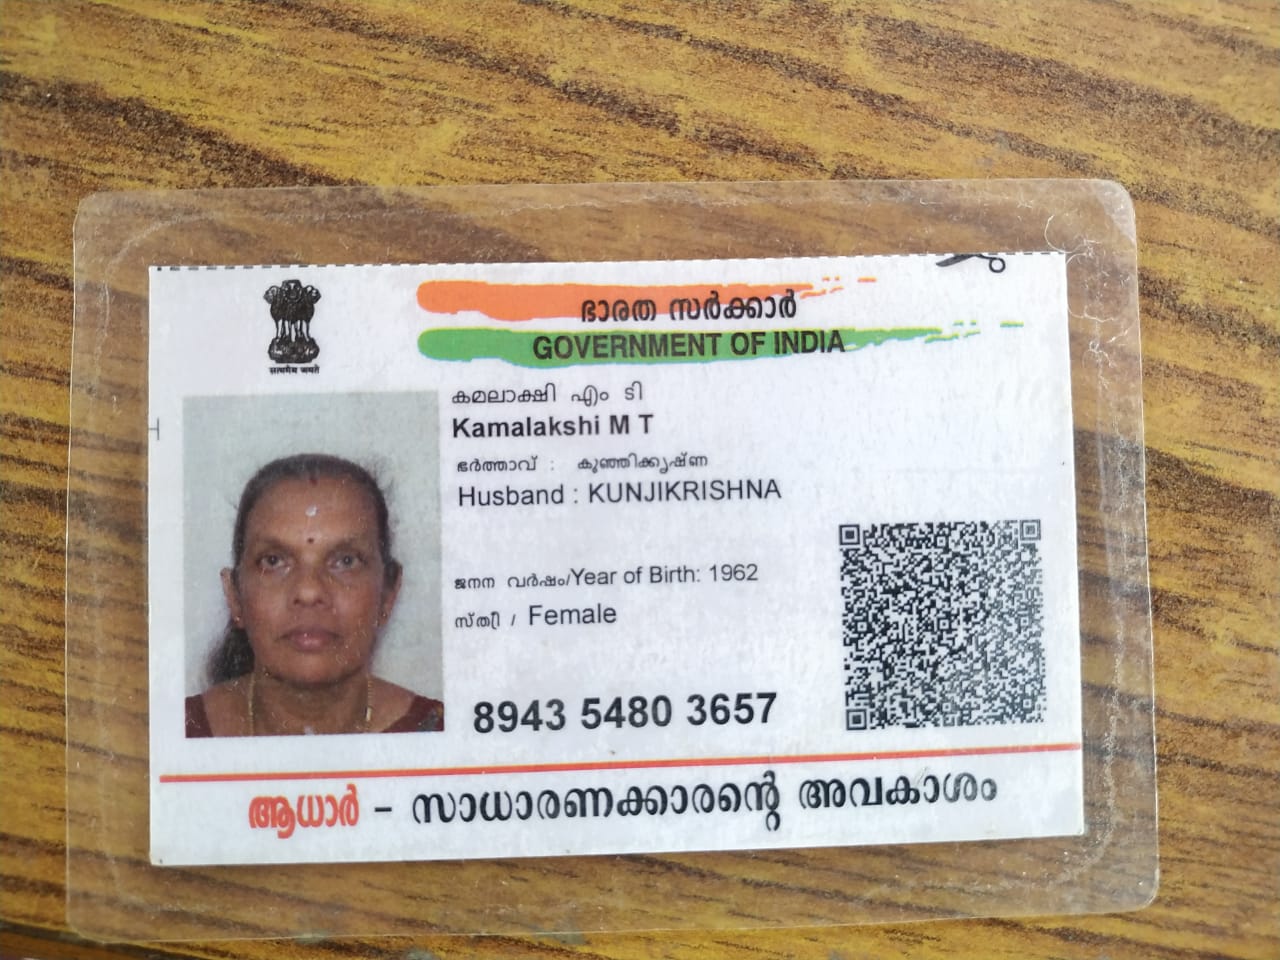 ഭാരത സർക്കാർ
GOVERNMENT OF INDIA
सत्यमेव जयते
കമലാക്ഷി എം ടി
Kamalakshi M T
ഭർത്താവ് : കുഞ്ഞിക്കൃഷ്ണ
Husband : KUNJIKRISHNA
ജനന വർഷം/Year of Birth: 1962
സ്ത്രീ / Female
8943 5480 3657
ആധാർ - സാധാരണക്കാരന്റെ അവകാശം